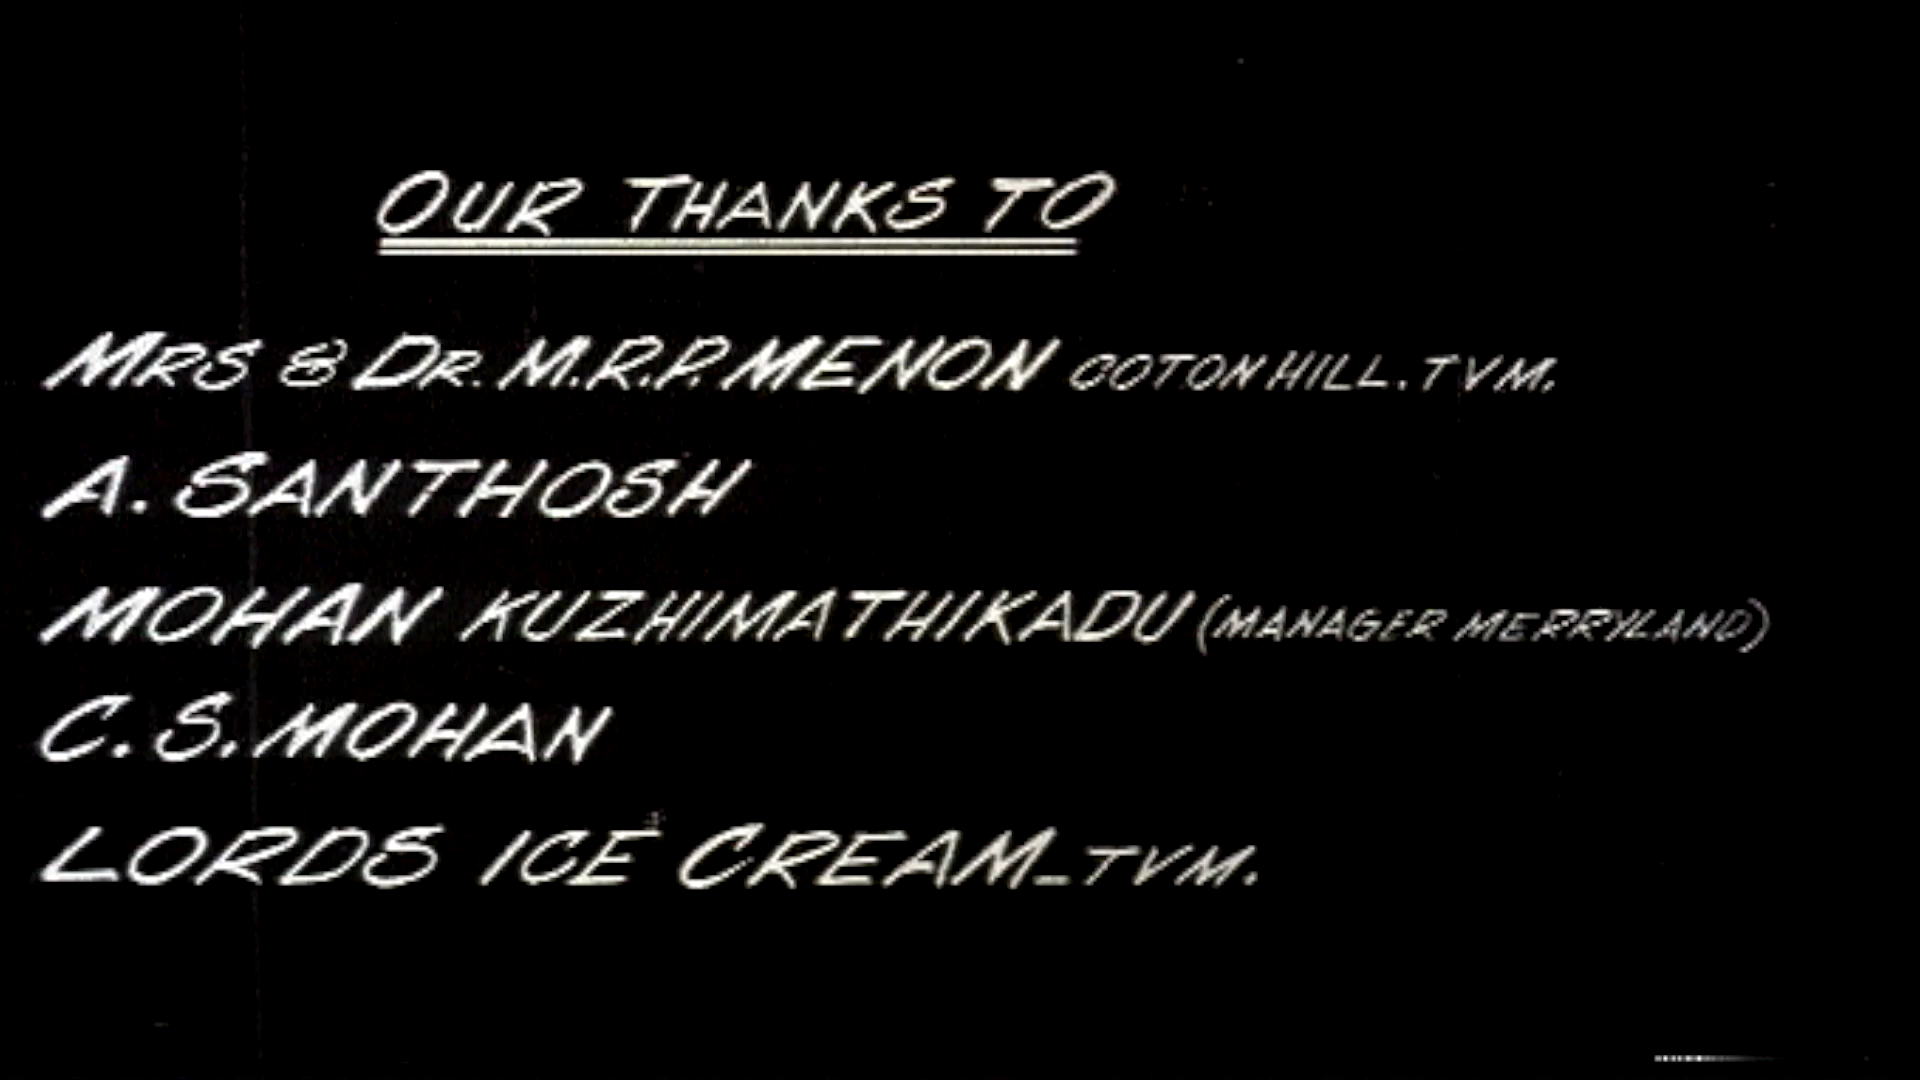 OUR THANKS TO
MRS & DR. M.R.P. MENON COTON HILL. TVM.
A. SANTHOSH
MOHAN KUZHIMATHIKADU (MANAGER MERRYLAND)
C. S. MOHAN
LORDS ICE CREAM_TVM.